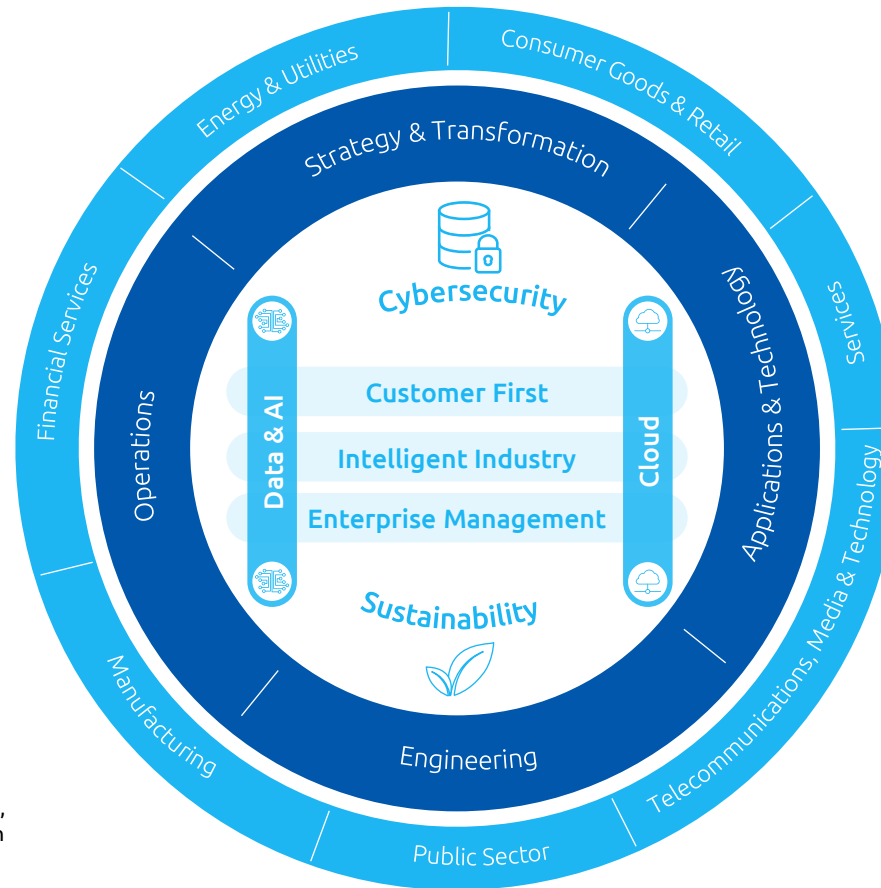 Energy & Utilities
Consumer Goods & Retail
Services
Telecommunications, Media & Technology
Public Sector
Manufacturing
Financial Services
Strategy & Transformation
Applications & Technology
Engineering
Operations
Cybersecurity
Data & AI
Customer First
Intelligent Industry
Enterprise Management
Cloud
Sustainability
,